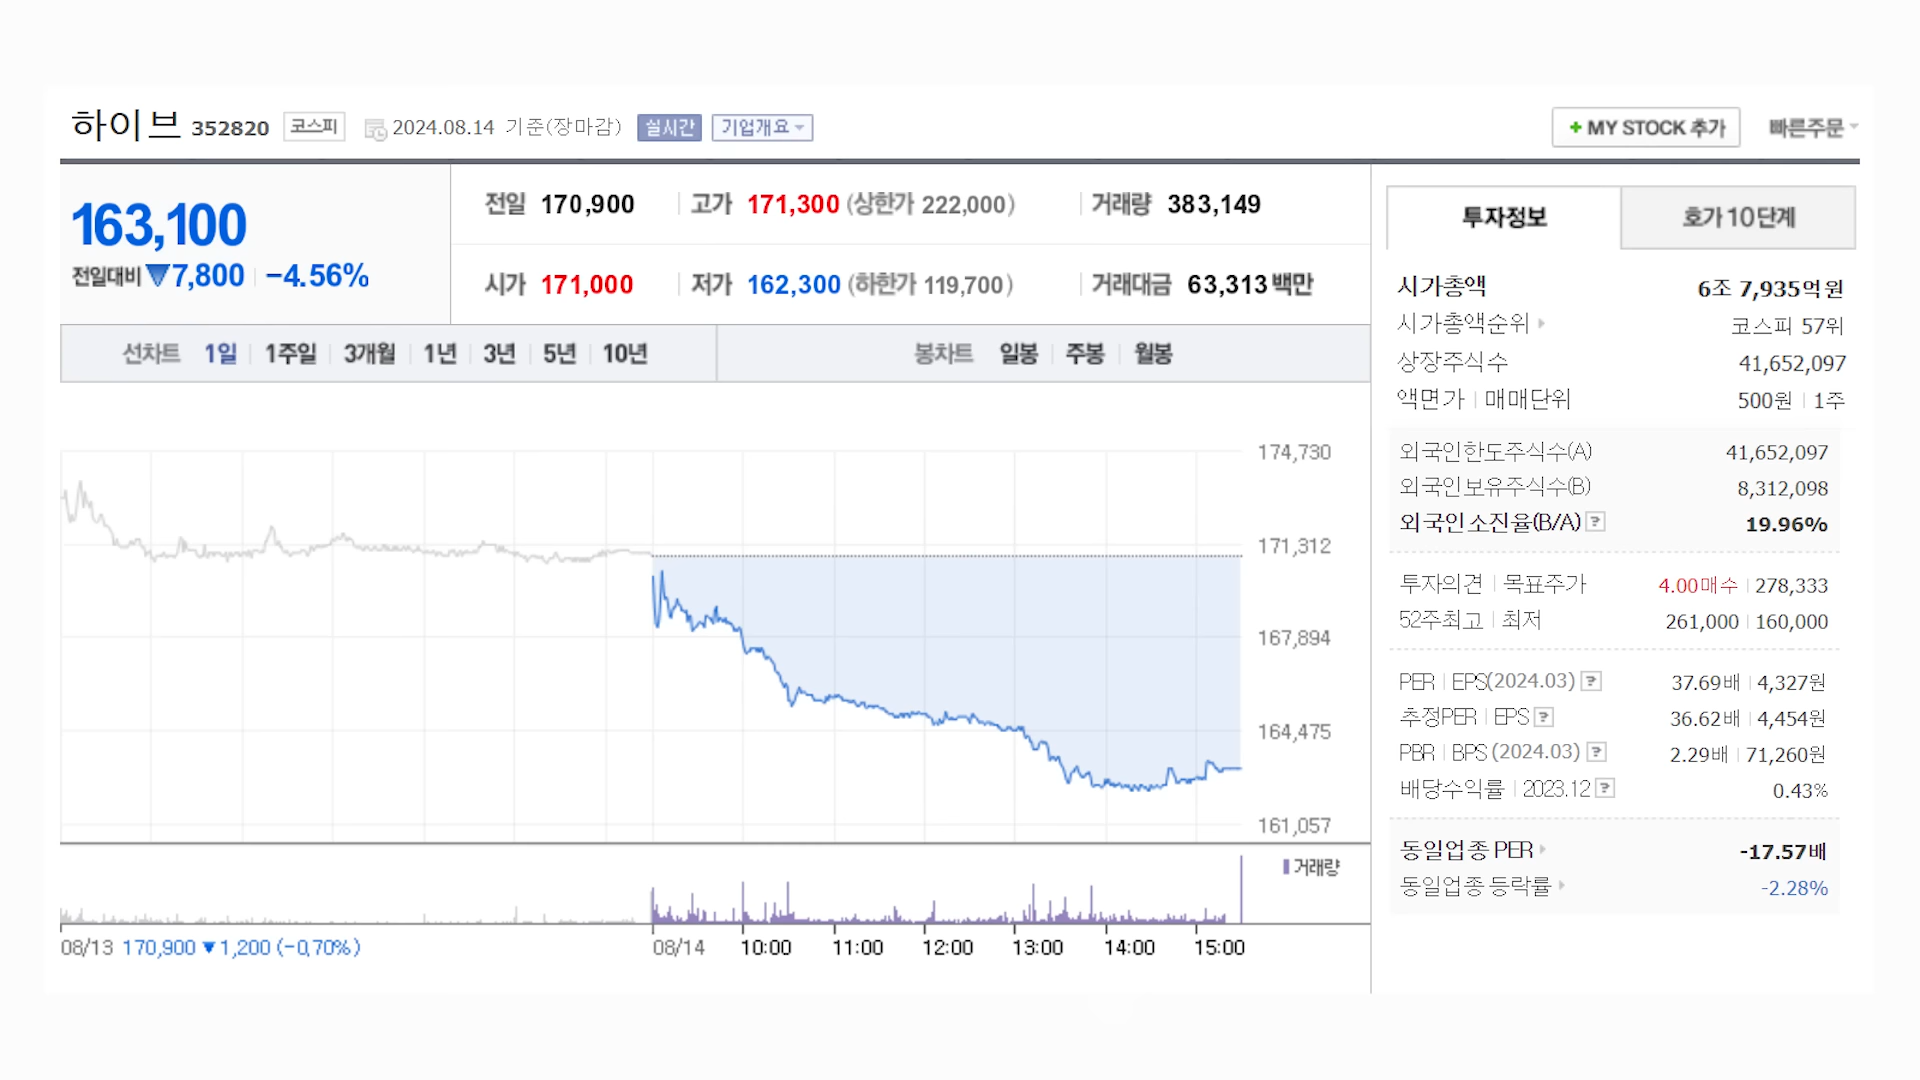 하이브 352820 코스피 2024.08.14 기준(장마감) 실시간 기업개요
+ MY STOCK 추가 빠른주문
163,100
전일대비 ▼7,800 -4.56%
전일 170,900 고가 171,300 (상한가 222,000) 거래량 383,149
시가 171,000 저가 162,300 (하한가 119,700) 거래대금 63,313 백만
선차트 1일 1주일 3개월 1년 3년 5년 10년 봉차트 일봉 주봉 월봉
174,730
171,312
167,894
164,475
161,057
거래량
08/13 170,900 ▼1,200 (-0.70%) 08/14 10:00 11:00 12:00 13:00 14:00 15:00
투자정보 호가 10단계
시가총액 6조 7,935억원
시가총액순위 코스피 57위
상장주식수 41,652,097
액면가 | 매매단위 500원 | 1주
외국인한도주식수(A) 41,652,097
외국인보유주식수(B) 8,312,098
외국인소진율(B/A) ? 19.96%
투자의견 | 목표주가 4.00매수 | 278,333
52주최고 | 최저 261,000 | 160,000
PER | EPS(2024.03) ? 37.69배 | 4,327원
추정PER | EPS ? 36.62배 | 4,454원
PBR | BPS (2024.03) ? 2.29배 | 71,260원
배당수익률 | 2023.12 ? 0.43%
동일업종 PER -17.57배
동일업종 등락률 -2.28%